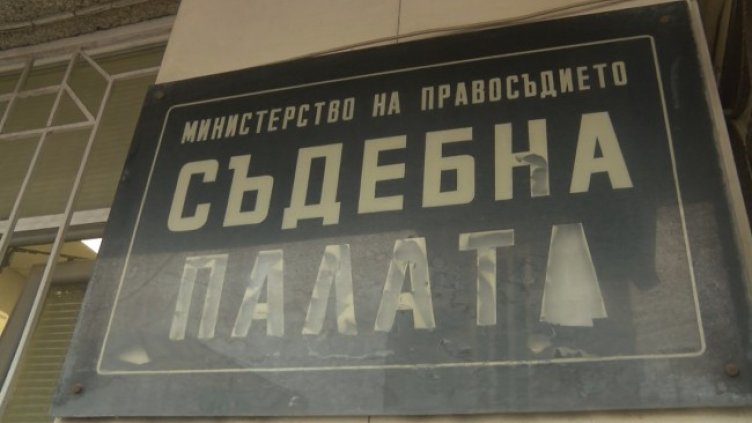 МИНИСТЕРСТВО НА ПРАВОСЪДИЕТО
СЪДЕБНА
ПАЛАТА